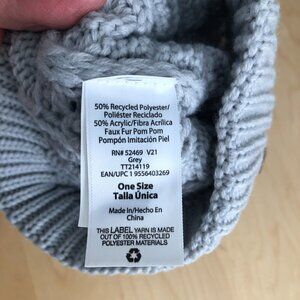 50% Recycled Polyester/
Poliéster Reciclado
50% Acrylic/Fibra Acrílica
Faux Fur Pom Pom
Pompón Imitación Piel
RN# 52469 V21
Grey
TT214119
EAN/UPC 1 9556403269
One Size
Talla Única
Made in/Hecho En
China
THIS LABEL YARN IS MADE
OUT OF 100% RECYCLED
POLYESTER MATERIALS